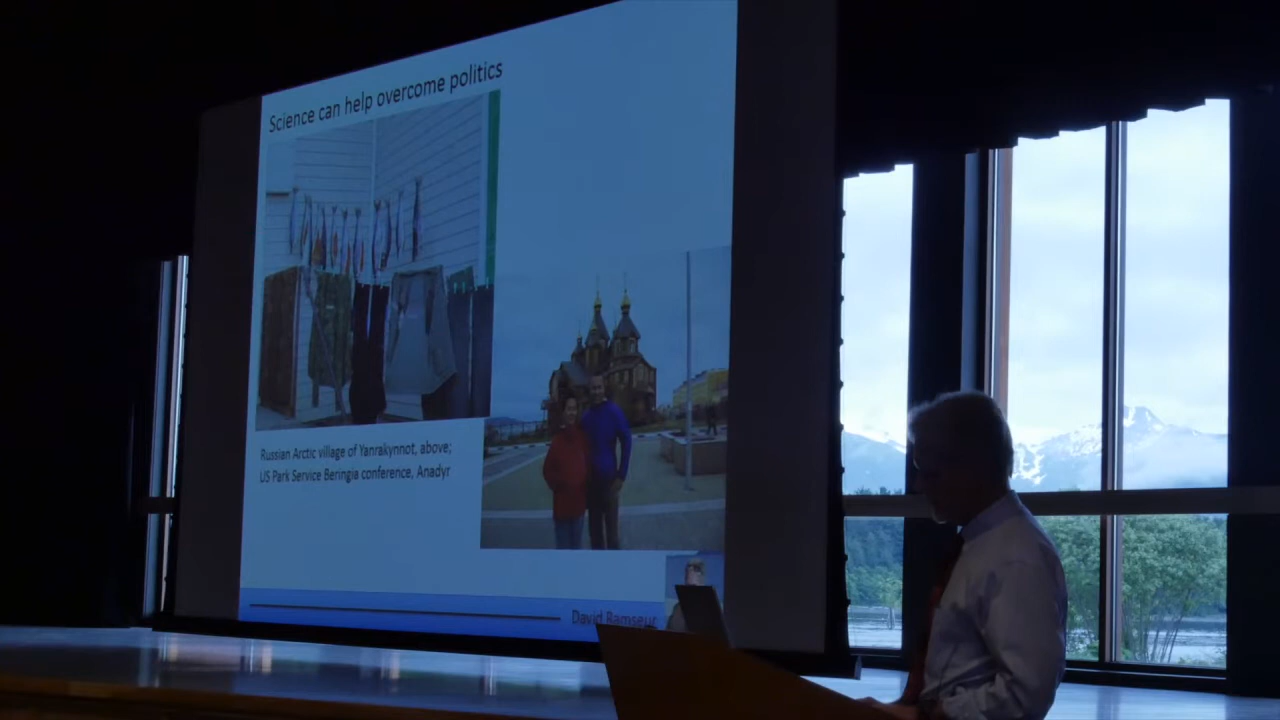 Science can help overcome politics
Russian Arctic village of Yanrakynnot, above;
US Park Service Beringia conference, Anadyr
David Ramseur